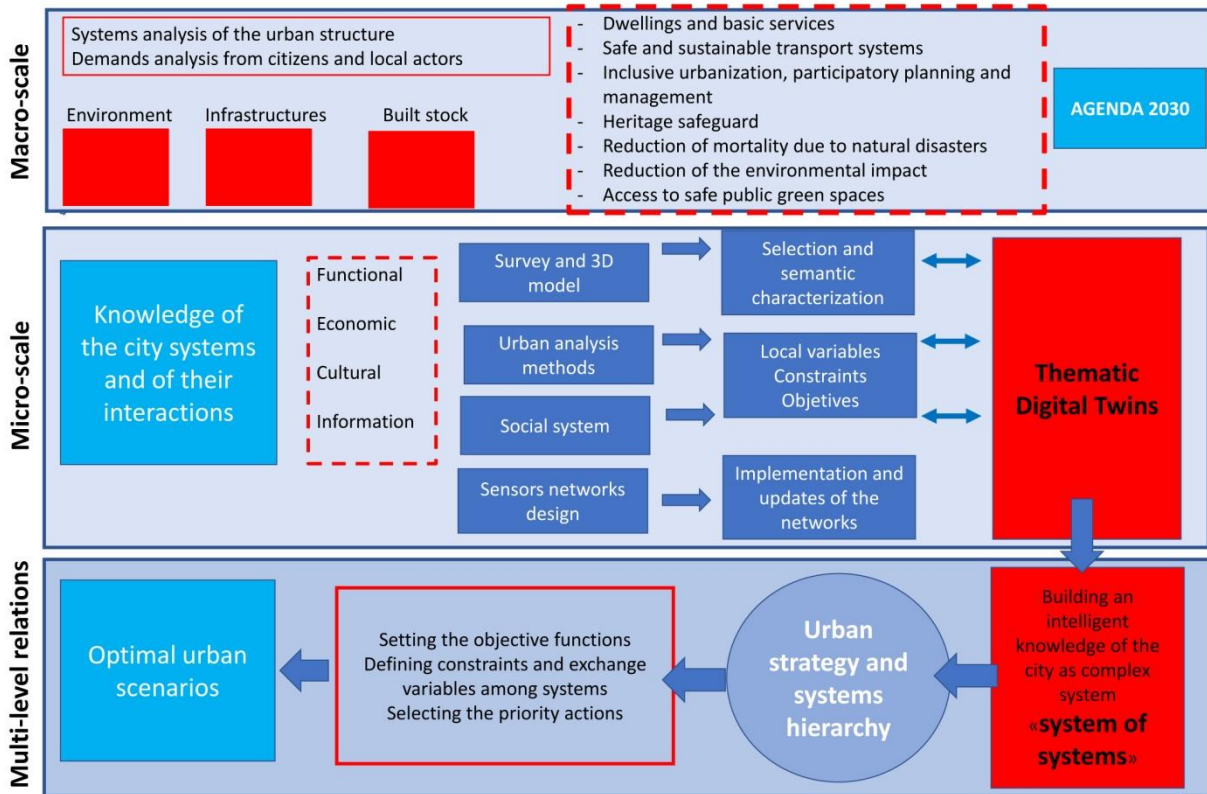 Macro-scale
Systems analysis of the urban structure
Demands analysis from citizens and local actors
Environment
Infrastructures
Built stock
- Dwellings and basic services
- Safe and sustainable transport systems
- Inclusive urbanization, participatory planning and
management
- Heritage safeguard
- Reduction of mortality due to natural disasters
- Reduction of the environmental impact
- Access to safe public green spaces
AGENDA 2030
Micro-scale
Knowledge of
the city systems
and of their
interactions
Functional
Economic
Cultural
Information
Survey and 3D
model
Urban analysis
methods
Social system
Sensors networks
design
Selection and
semantic
characterization
Local variables
Constraints
Objetives
Implementation and
updates of the
networks
Thematic
Digital Twins
Multi-level relations
Optimal urban
scenarios
Setting the objective functions
Defining constraints and exchange
variables among systems
Selecting the priority actions
Urban
strategy and
systems
hierarchy
Building an
intelligent
knowledge of the
city as complex
system
«system of
systems»